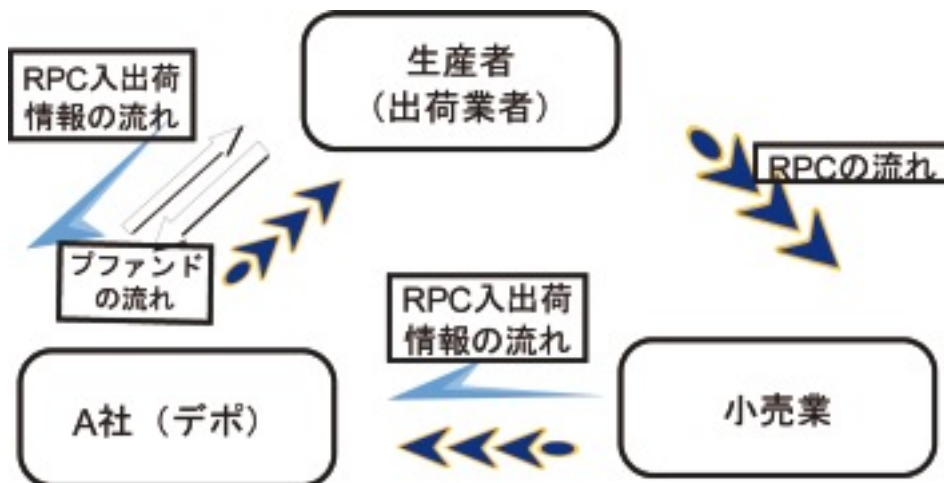 RPC入出荷
情報の流れ
生産者
（出荷業者）
RPCの流れ
プファンド
の流れ
RPC入出荷
情報の流れ
A社（デポ）
小売業